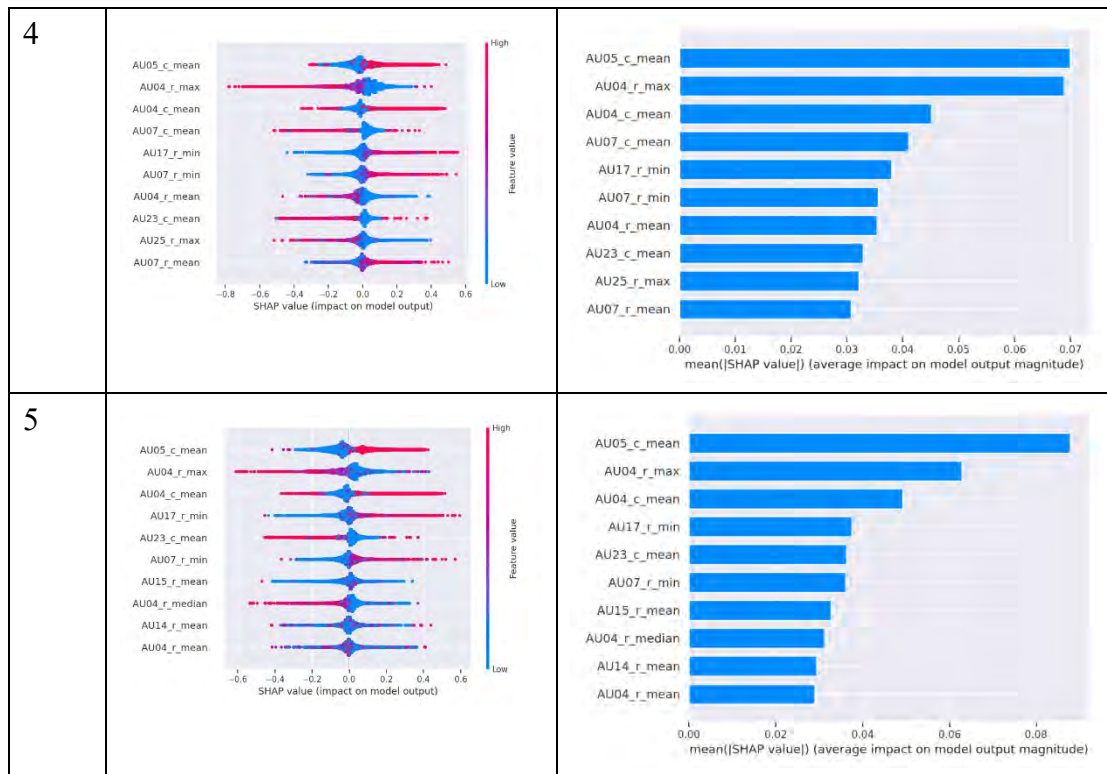 4
High
AU05_c_mean
AU04_r_max
AU04_c_mean
AU07_c_mean
AU17_r_min
AU07_r_min
AU04_r_mean
AU23_c_mean
AU25_r_max
AU07_r_mean
Feature value
Low
−0.8 −0.6 −0.4 −0.2 0.0 0.2 0.4 0.6
SHAP value (impact on model output)
AU05_c_mean
AU04_r_max
AU04_c_mean
AU07_c_mean
AU17_r_min
AU07_r_min
AU04_r_mean
AU23_c_mean
AU25_r_max
AU07_r_mean
0.00 0.01 0.02 0.03 0.04 0.05 0.06 0.07
mean(|SHAP value|) (average impact on model output magnitude)
5
High
AU05_c_mean
AU04_r_max
AU04_c_mean
AU17_r_min
AU23_c_mean
AU07_r_min
AU15_r_mean
AU04_r_median
AU14_r_mean
AU04_r_mean
Feature value
Low
−0.6 −0.4 −0.2 0.0 0.2 0.4 0.6
SHAP value (impact on model output)
AU05_c_mean
AU04_r_max
AU04_c_mean
AU17_r_min
AU23_c_mean
AU07_r_min
AU15_r_mean
AU04_r_median
AU14_r_mean
AU04_r_mean
0.00 0.02 0.04 0.06 0.08
mean(|SHAP value|) (average impact on model output magnitude)